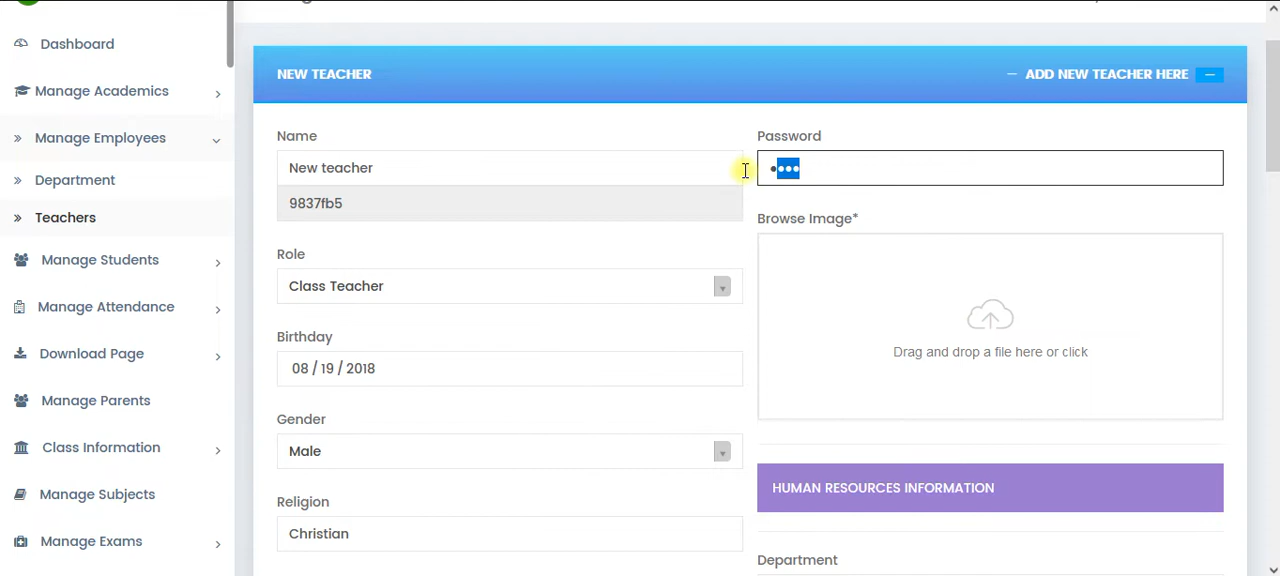 Dashboard
Manage Academics
Manage Employees
Department
Teachers
Manage Students
Manage Attendance
Download Page
Manage Parents
Class Information
Manage Subjects
Manage Exams
NEW TEACHER
ADD NEW TEACHER HERE
Name
New teacher
9837fb5
Role
Class Teacher
Birthday
08 / 19 / 2018
Gender
Male
Religion
Christian
Password
••••
Browse Image*
Drag and drop a file here or click
HUMAN RESOURCES INFORMATION
Department